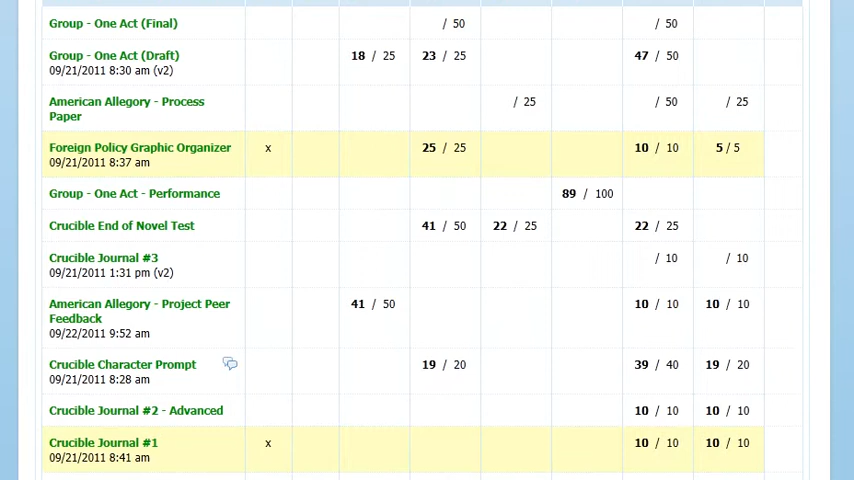 Group - One Act (Final) / 50 / 50
Group - One Act (Draft) 18 / 25 23 / 25 47 / 50
09/21/2011 8:30 am (v2)
American Allegory - Process / 25 / 50 / 25
Paper
Foreign Policy Graphic Organizer x 25 / 25 10 / 10 5 / 5
09/21/2011 8:37 am
Group - One Act - Performance 89 / 100
Crucible End of Novel Test 41 / 50 22 / 25 22 / 25
Crucible Journal #3 / 10 / 10
09/21/2011 1:31 pm (v2)
American Allegory - Project Peer 41 / 50 10 / 10 10 / 10
Feedback
09/22/2011 9:52 am
Crucible Character Prompt 19 / 20 39 / 40 19 / 20
09/21/2011 8:28 am
Crucible Journal #2 - Advanced 10 / 10 10 / 10
Crucible Journal #1 x 10 / 10 10 / 10
09/21/2011 8:41 am